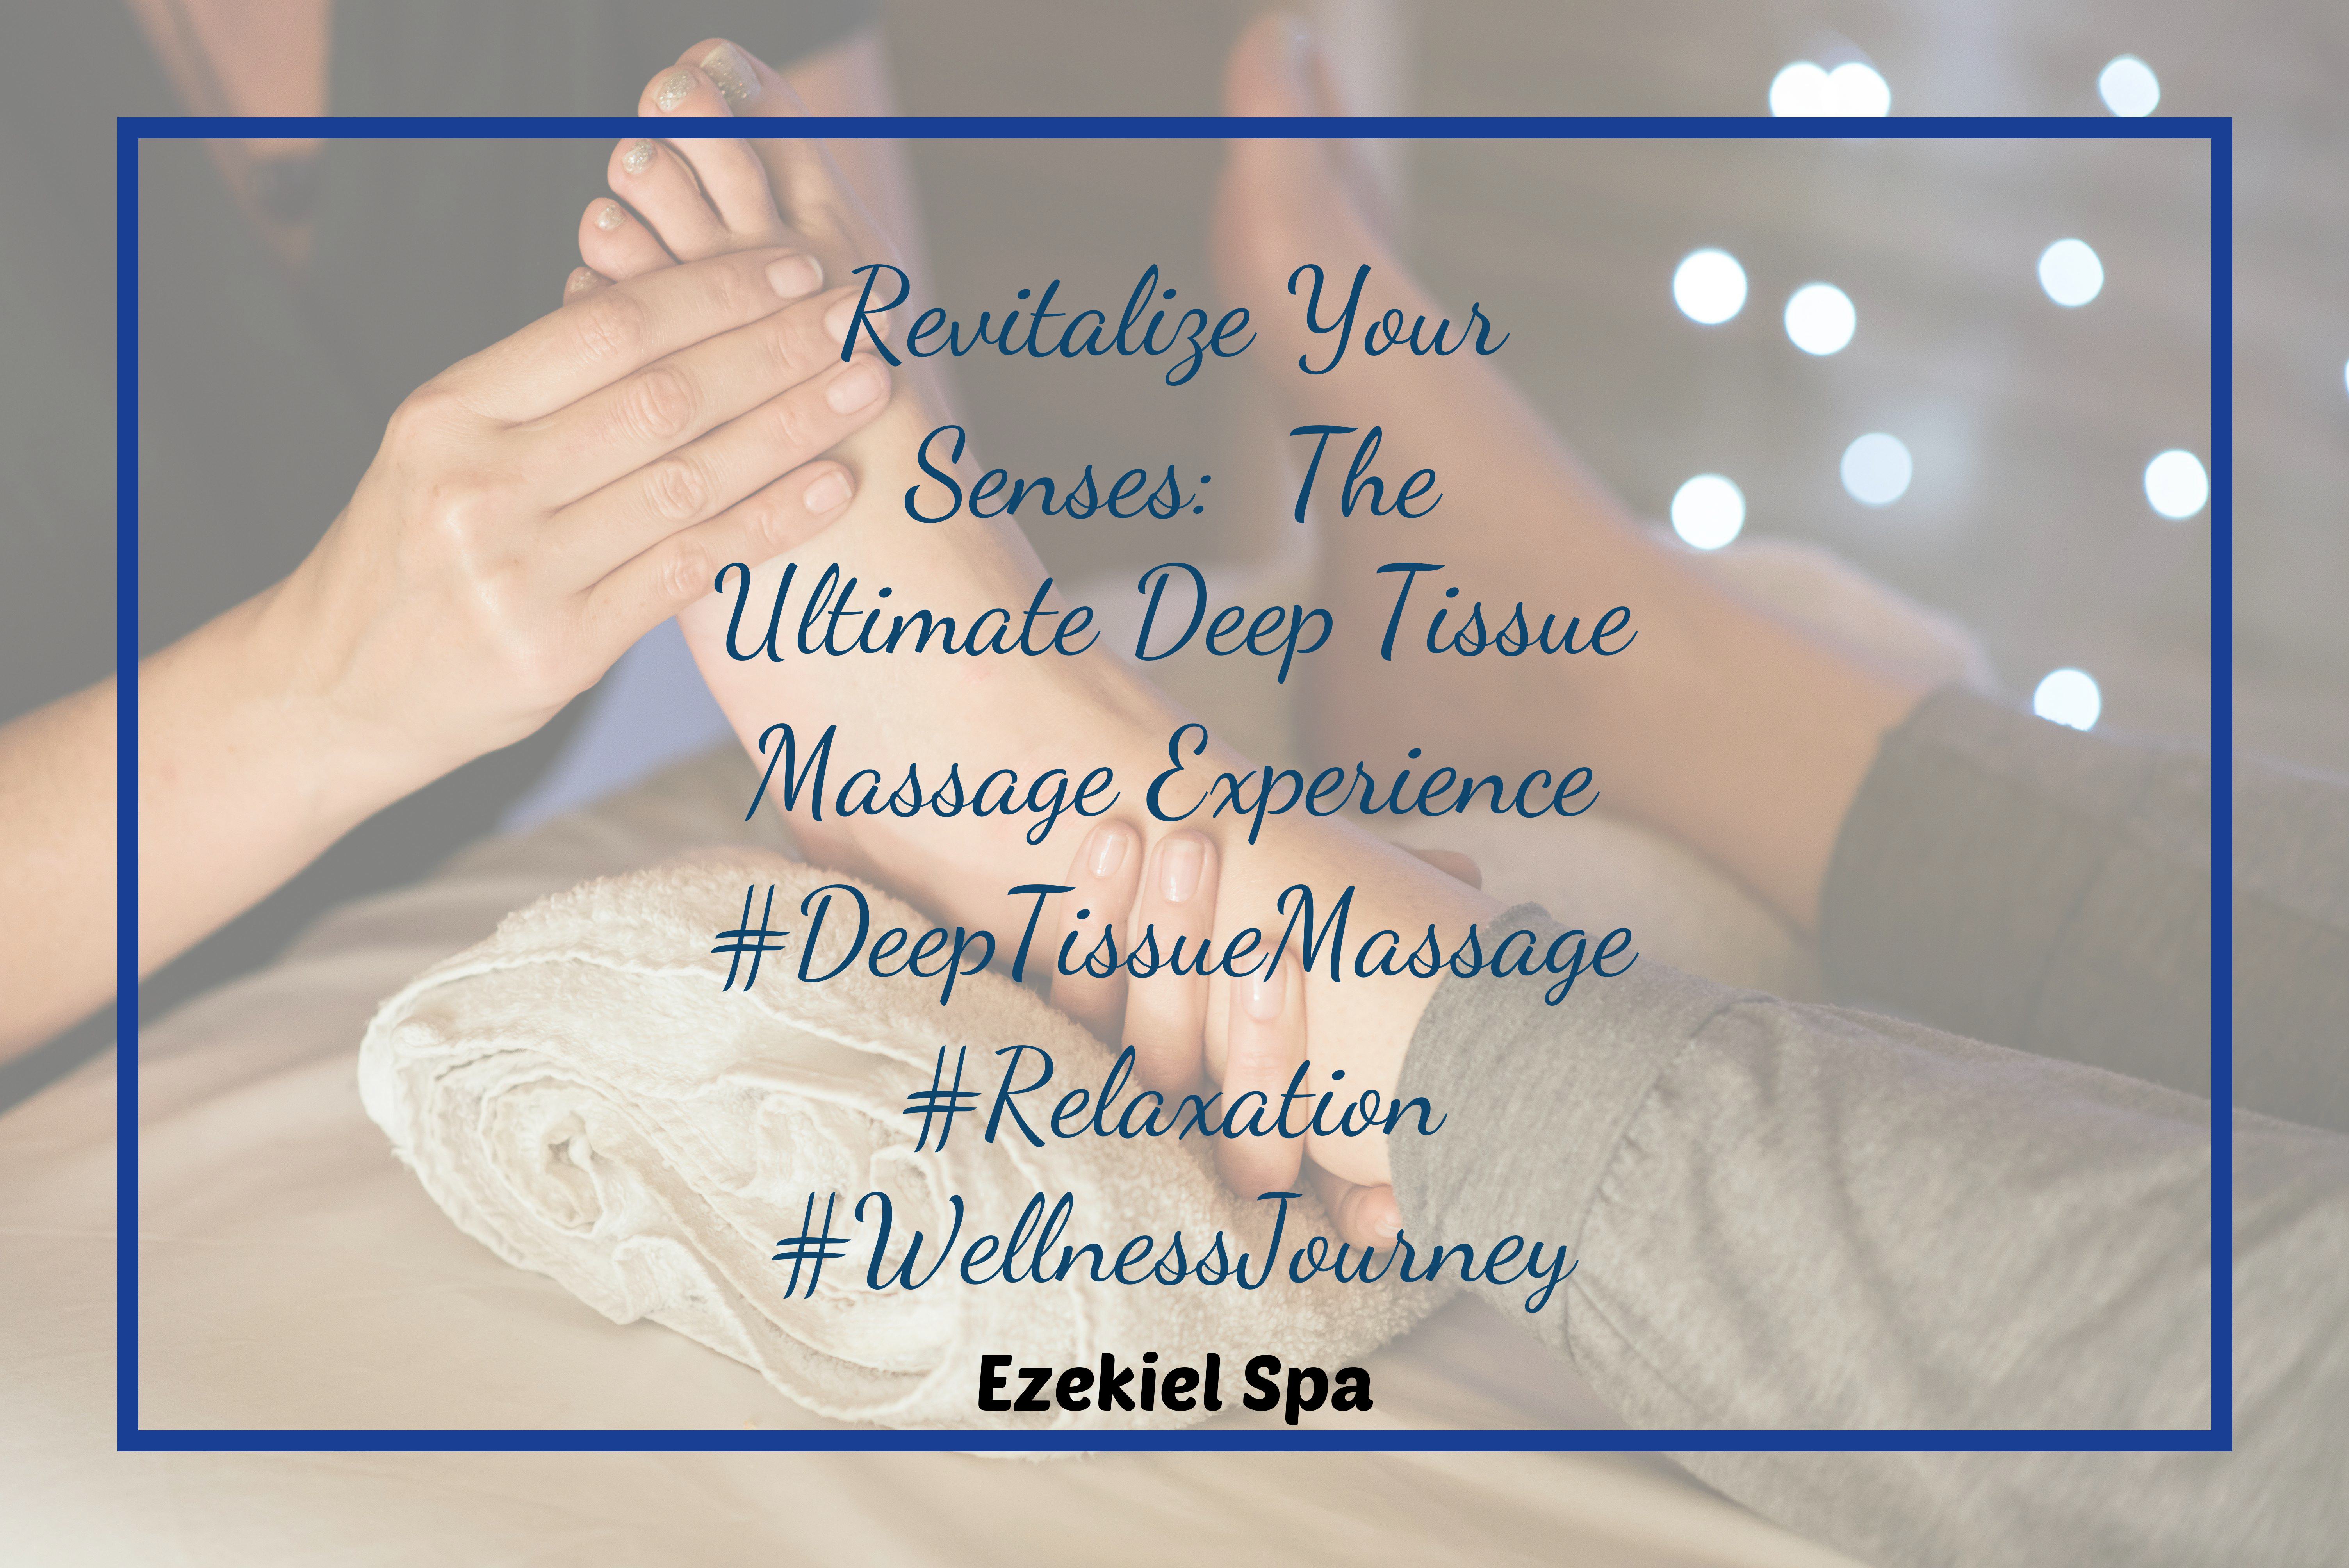 Revitalize Your
Senses: The
Ultimate Deep Tissue
Massage Experience
#DeepTissueMassage
#Relaxation
#WellnessJourney
Ezekiel Spa